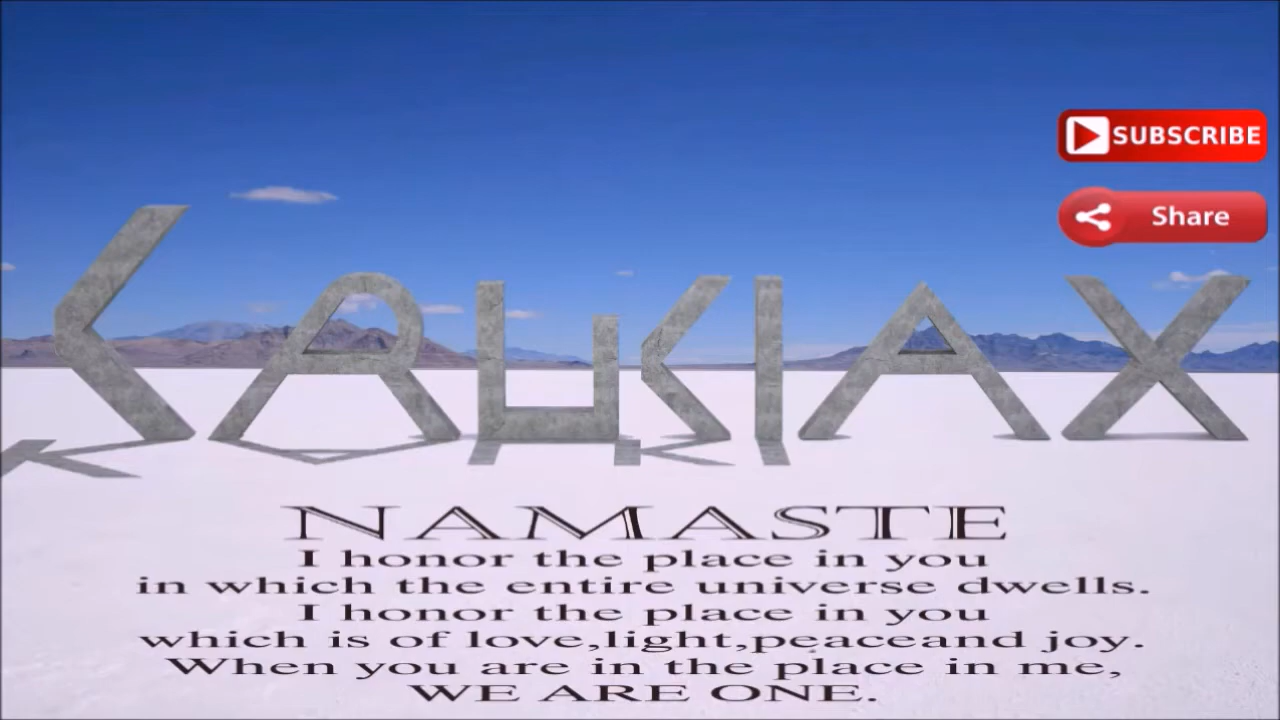 SUBSCRIBE
Share
NAMASTE
I honor the place in you
in which the entire universe dwells.
I honor the place in you
which is of love,light,peaceand joy.
When you are in the place in me,
WE ARE ONE.